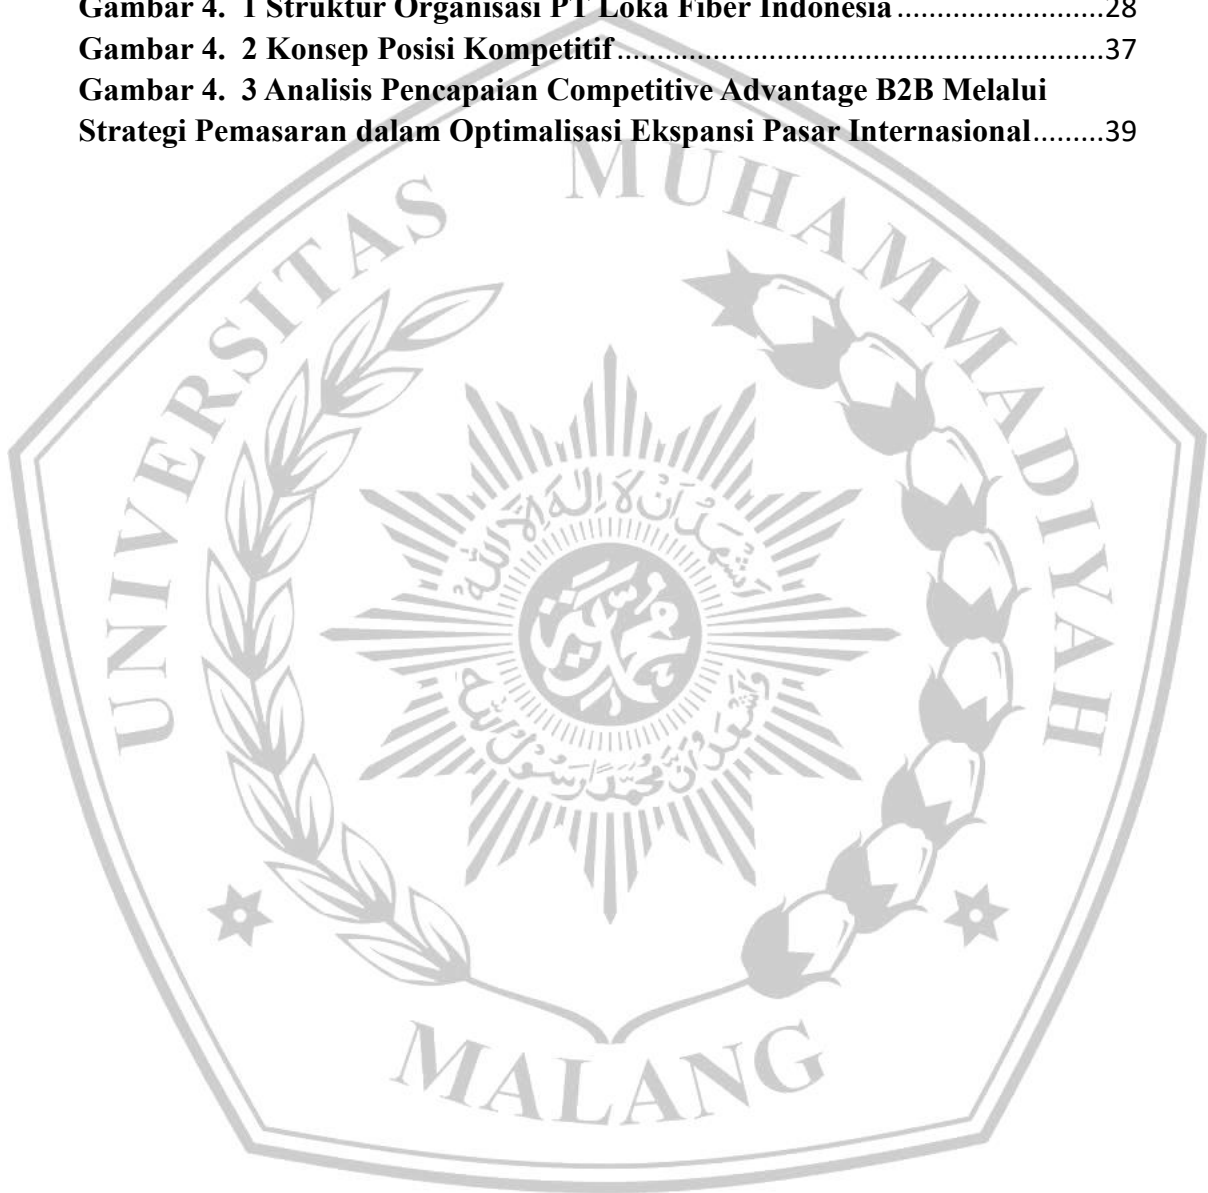 Gambar 4.  1 Struktur Organisasi PT Loka Fiber Indonesia..........................28
Gambar 4.  2 Konsep Posisi Kompetitif.............................................................37
Gambar 4.  3 Analisis Pencapaian Competitive Advantage B2B Melalui
Strategi Pemasaran dalam Optimalisasi Ekspansi Pasar Internasional.........39
UNIVERSITAS MUHAMMADIYAH
MALANG